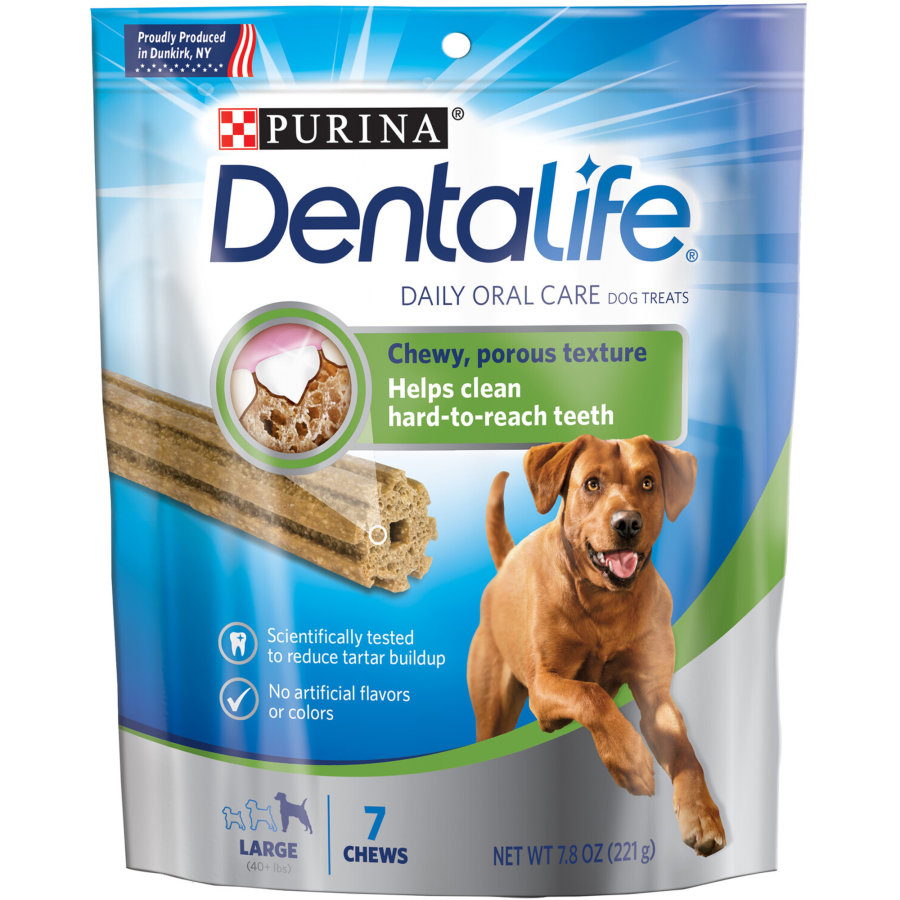 Proudly Produced
in Dunkirk, NY
PURINA®
DentaLife®
DAILY ORAL CARE DOG TREATS
Chewy, porous texture
Helps clean
hard-to-reach teeth
Scientifically tested
to reduce tartar buildup
No artificial flavors
or colors
LARGE
(40+ lbs)
7
CHEWS
NET WT 7.8 OZ (221g)